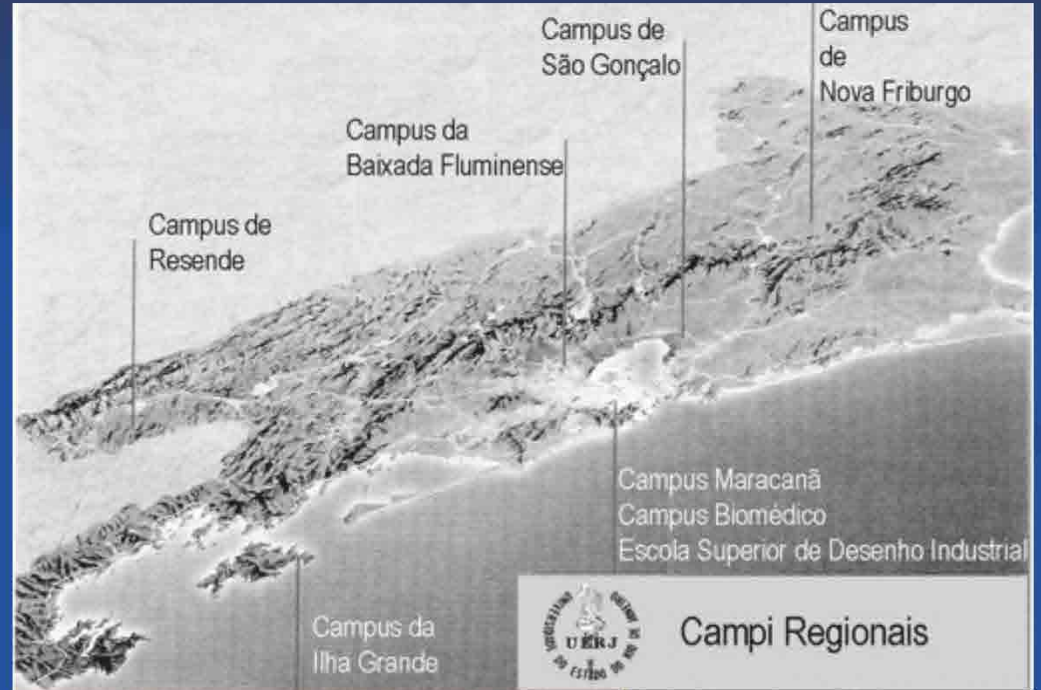 Campus de
São Gonçalo
Campus
de
Nova Friburgo
Campus da
Baixada Fluminense
Campus de
Resende
Campus Maracanã
Campus Biomédico
Escola Superior de Desenho Industrial
Campus da
Ilha Grande
UERJ
Campi Regionais